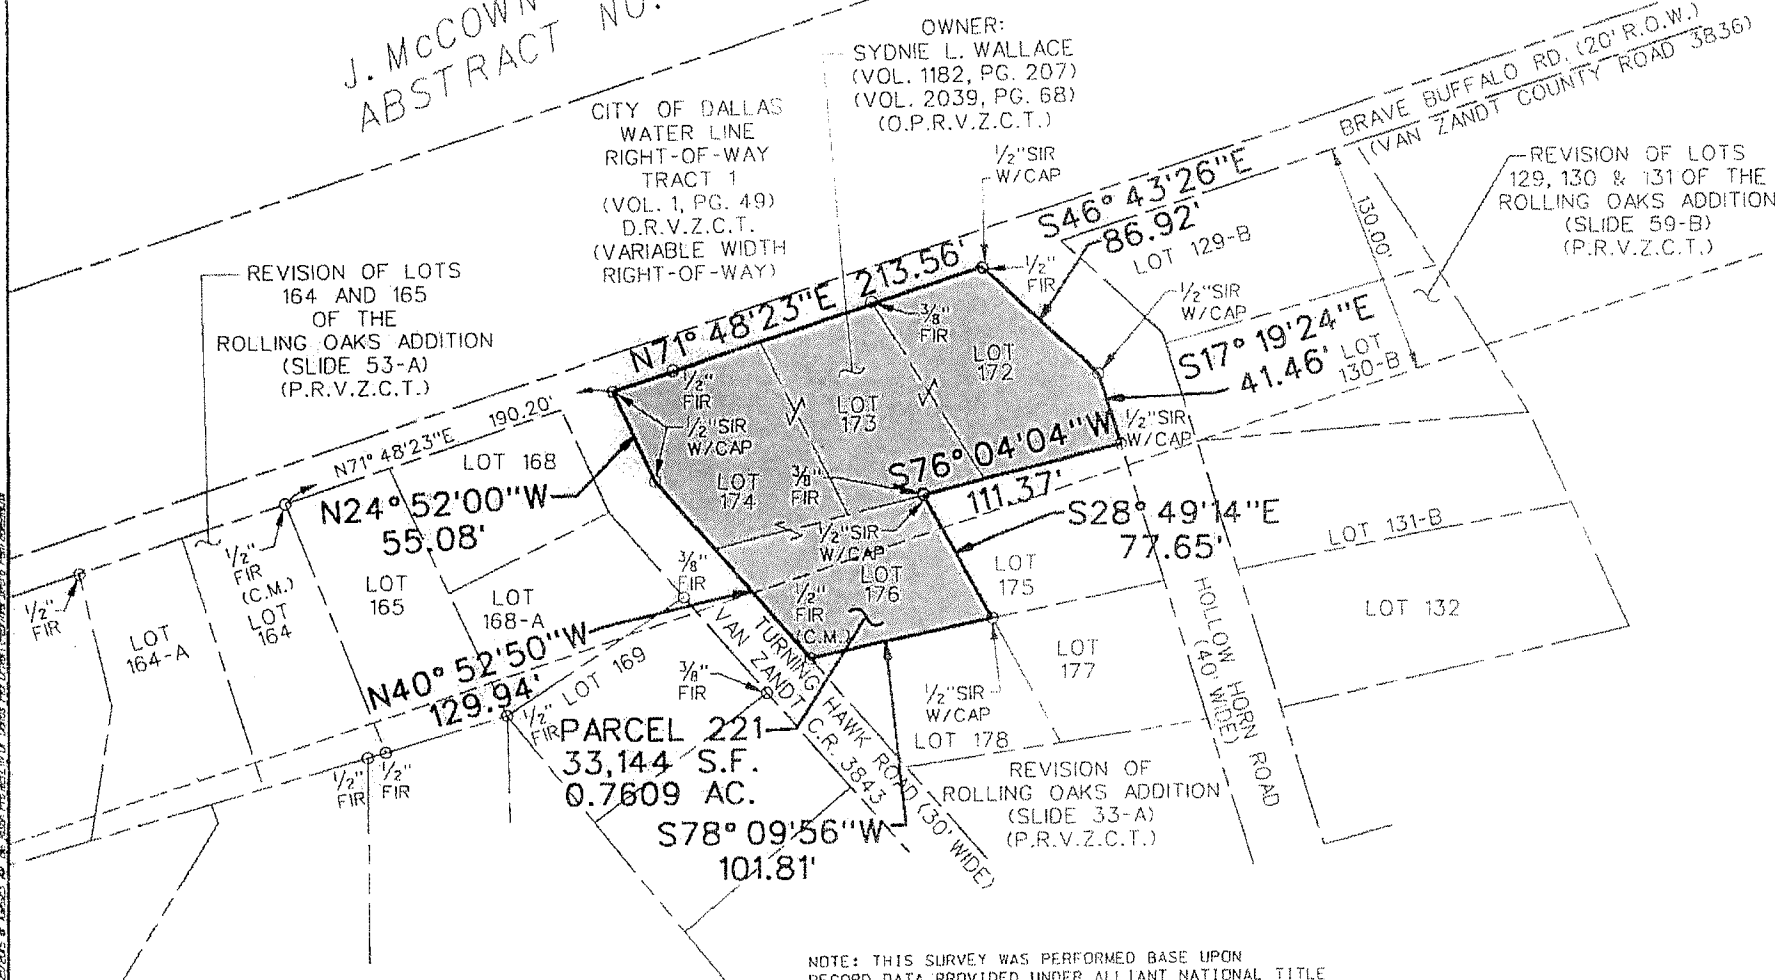 J. McCOWN
ABSTRACT NO.
OWNER:
SYDNIE L. WALLACE
(VOL. 1182, PG. 207)
(VOL. 2039, PG. 68)
(O.P.R.V.Z.C.T.)
BRAVE BUFFALO RD. (20' R.O.W.)
(VAN ZANDT COUNTY ROAD 3836)
CITY OF DALLAS
WATER LINE
RIGHT-OF-WAY
TRACT 1
(VOL. 1, PG. 49)
D.R.V.Z.C.T.
(VARIABLE WIDTH
RIGHT-OF-WAY)
1/2"SIR
W/CAP
S46°43'26"E
86.92'
LOT 129-B
130.00'
REVISION OF LOTS
129, 130 & 131 OF THE
ROLLING OAKS ADDITION
(SLIDE 59-B)
(P.R.V.Z.C.T.)
REVISION OF LOTS
164 AND 165
OF THE
ROLLING OAKS ADDITION
(SLIDE 53-A)
(P.R.V.Z.C.T.)
N71°48'23"E 213.56'
1/2"
FIR
1/2"SIR
W/CAP
3/8"
FIR
S17°19'24"E
41.46'
LOT
130-B
LOT
172
1/2"
FIR
LOT
173
1/2"SIR
W/CAP
1/2"SIR
W/CAP
N71°48'23"E 190.20'
LOT 168
N24°52'00"W
55.08'
LOT
174
3/8"
FIR
S76°04'04"W
111.37'
S28°49'14"E
77.65'
1/2"SIR
W/CAP
LOT 131-B
1/2"
FIR
(C.M.)
LOT
164
1/2"
FIR
LOT
164-A
LOT
165
LOT
168-A
3/8"
FIR
1/2"
FIR
(C.M.)
LOT
176
LOT
175
LOT 132
HOLLOW HORN ROAD
(40' WIDE)
N40°52'50"W
129.94'
LOT 169
3/8"
FIR
TURNING HAWK ROAD (30' WIDE)
VAN ZANDT C.R. 3843
LOT
177
1/2"SIR
W/CAP
LOT 178
1/2"
FIR
PARCEL 221
33,144 S.F.
0.7609 AC.
1/2"
FIR
1/2"
FIR
S78°09'56"W
101.81'
REVISION OF
ROLLING OAKS ADDITION
(SLIDE 33-A)
(P.R.V.Z.C.T.)
NOTE: THIS SURVEY WAS PERFORMED BASE UPON
RECORD DATA PROVIDED UNDER ALLIANT NATIONAL TITLE